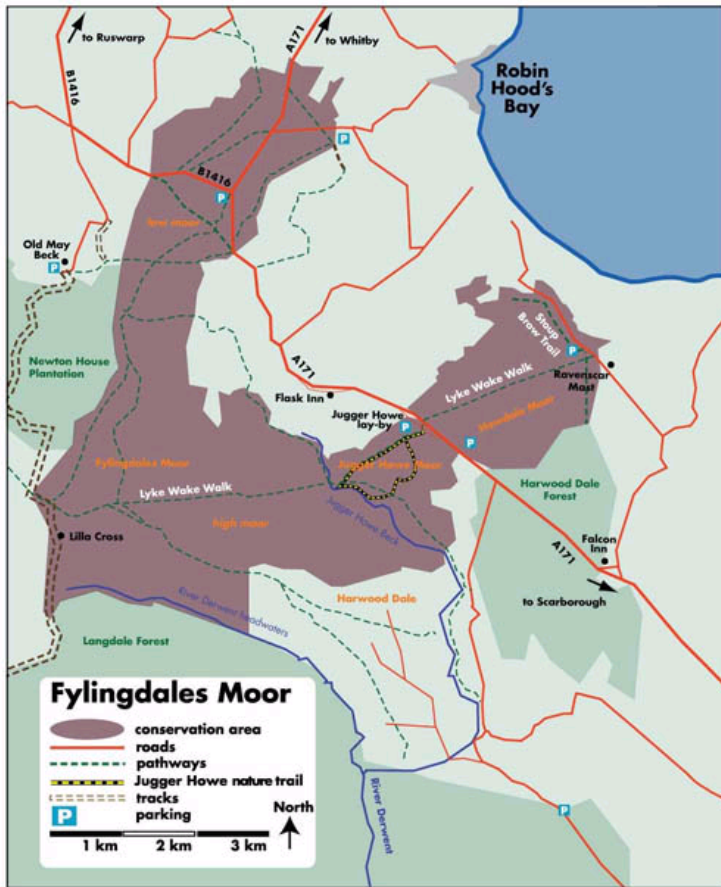 to Ruswarp
A171
to Whitby
B1416
Robin
Hood's
Bay
P
B1416
P
low moor
Old May
Beck
P
Stoup
Brow Trail
Newton House
Plantation
A171
P
Ravenscar
Mast
Lyke Wake Walk
Flask Inn
Jugger Howe
lay-by
P
Howdale Moor
P
Fylingdales Moor
Jugger Howe Moor
Lyke Wake Walk
Harwood Dale
Forest
Jugger Howe Beck
high moor
Lilla Cross
Falcon
Inn
A171
River Derwent headwaters
Harwood Dale
to Scarborough
Langdale Forest
Fylingdales Moor
conservation area
roads
pathways
Jugger Howe nature trail
tracks
P parking
North
1 km 2 km 3 km
River Derwent
P